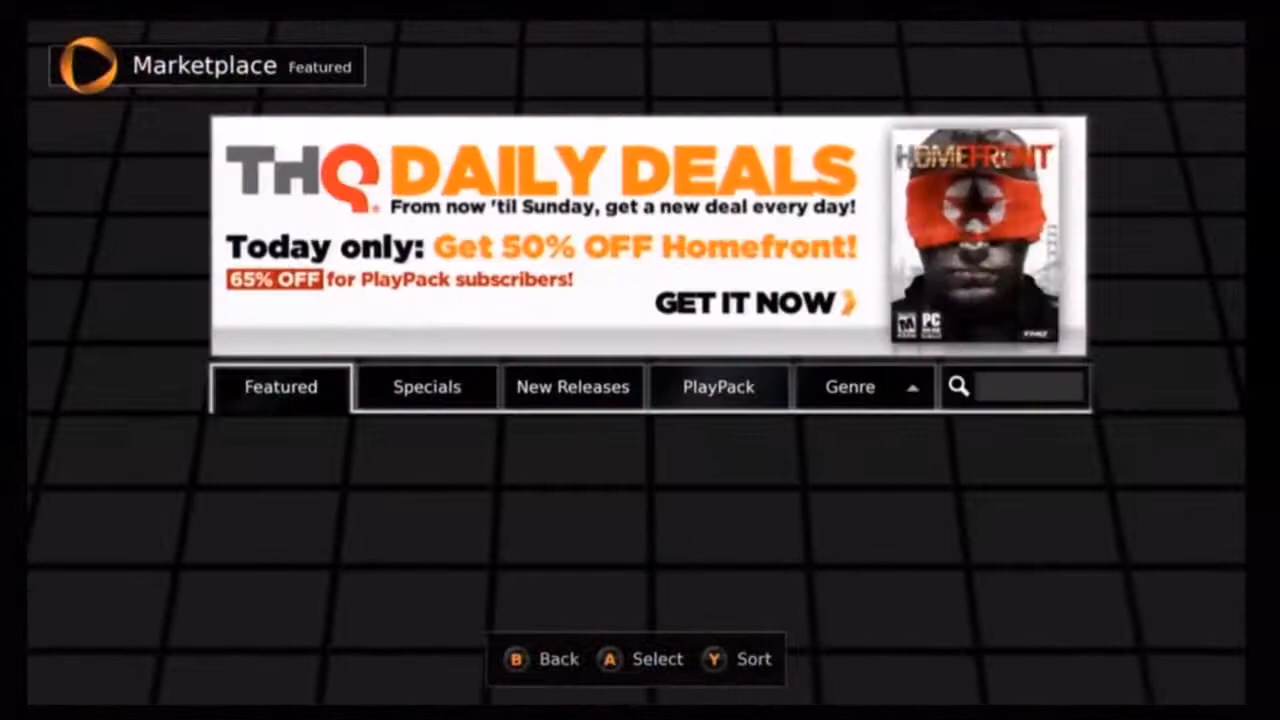 Marketplace Featured
THQ DAILY DEALS
From now 'til Sunday, get a new deal every day!
Today only: Get 50% OFF Homefront!
65% OFF for PlayPack subscribers!
GET IT NOW
HOMEFRONT
M PC
THQ
Featured Specials New Releases PlayPack Genre
B Back A Select Y Sort